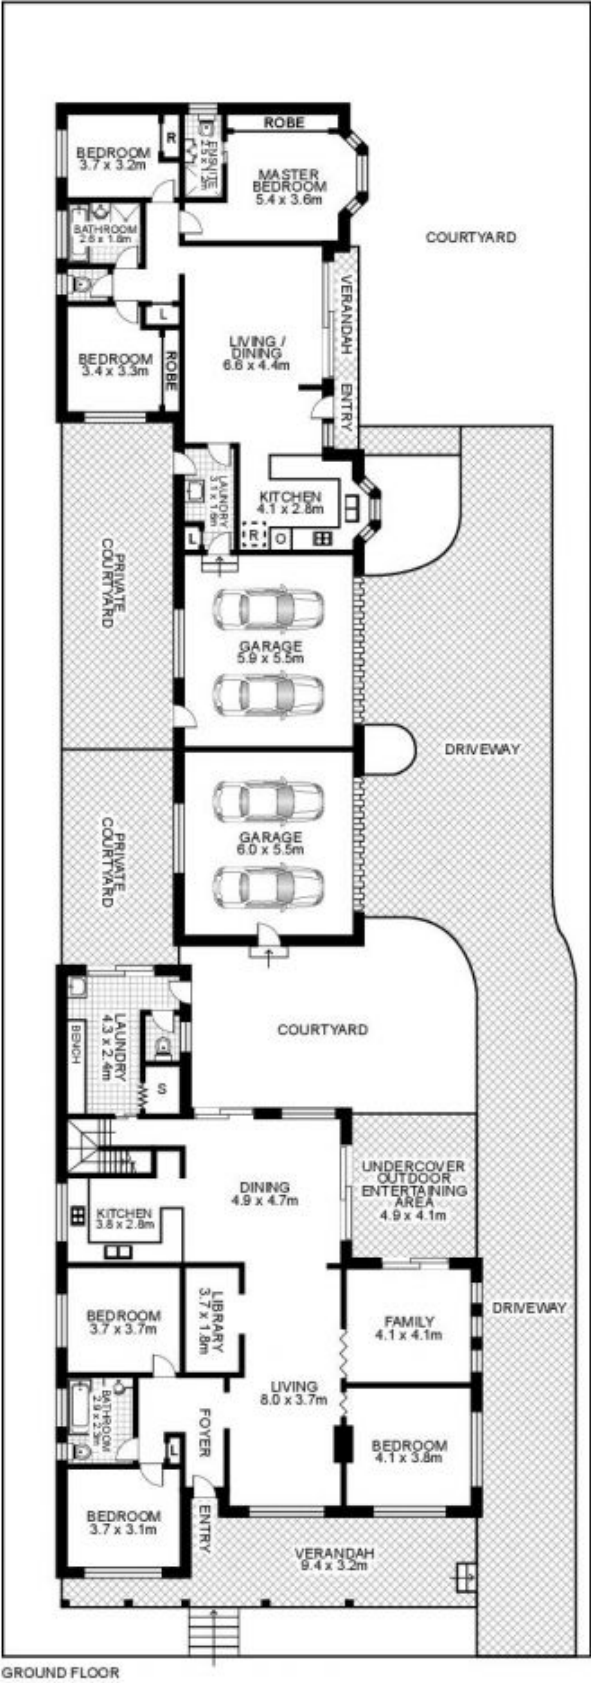 ROBE
R
BEDROOM
3.7 x 3.2m
ENSUITE
2.5 x 1.2m
MASTER
BEDROOM
5.4 x 3.6m
BATHROOM
2.6 x 1.8m
COURTYARD
L
VERANDAH
LIVING /
DINING
6.6 x 4.4m
BEDROOM
3.4 x 3.3m
ROBE
ENTRY
LAUNDRY
3.1 x 1.6m
KITCHEN
4.1 x 2.8m
L
R
O
PRIVATE
COURTYARD
GARAGE
5.9 x 5.5m
DRIVEWAY
PRIVATE
COURTYARD
GARAGE
6.0 x 5.5m
COURTYARD
LAUNDRY
4.3 x 2.4m
BENCH
S
UNDERCOVER
OUTDOOR
ENTERTAINING
AREA
4.9 x 4.1m
DINING
4.9 x 4.7m
KITCHEN
3.8 x 2.8m
BEDROOM
3.7 x 3.7m
LIBRARY
3.7 x 1.8m
DRIVEWAY
FAMILY
4.1 x 4.1m
LIVING
8.0 x 3.7m
BATHROOM
2.9 x 2.3m
FOYER
L
BEDROOM
4.1 x 3.8m
BEDROOM
3.7 x 3.1m
ENTRY
VERANDAH
9.4 x 3.2m
GROUND FLOOR